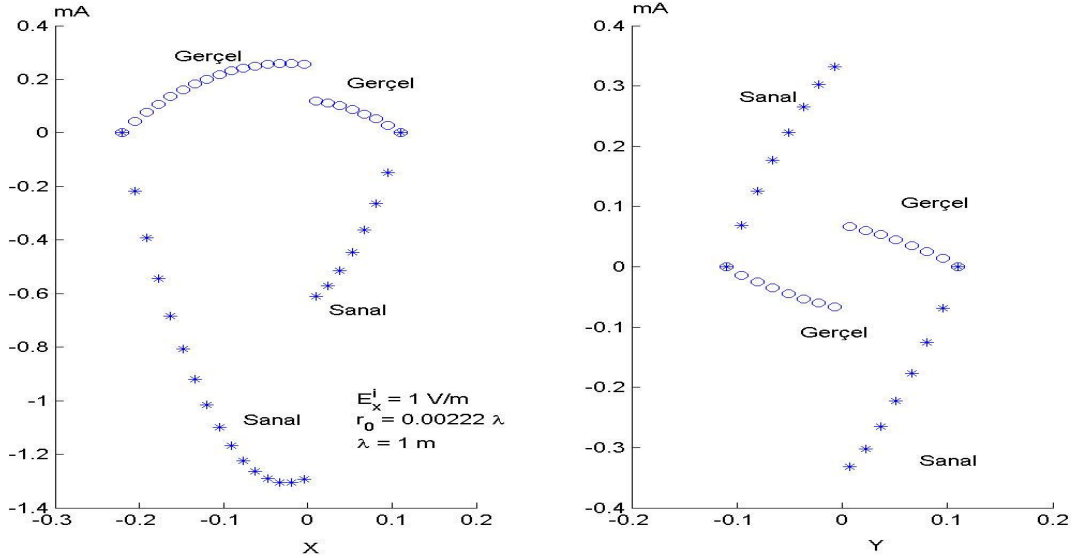 mA
0.4
0.2
0
-0.2
-0.4
-0.6
-0.8
-1
-1.2
-1.4
-0.3
-0.2
-0.1
0
0.1
0.2
X
Gerçel
Gerçel
Sanal
Sanal
E_x^i = 1 V/m
r_0 = 0.00222 λ
λ = 1 m
mA
0.4
0.3
0.2
0.1
0
-0.1
-0.2
-0.3
-0.4
-0.2
-0.1
0
0.1
0.2
Y
Sanal
Gerçel
Gerçel
Sanal